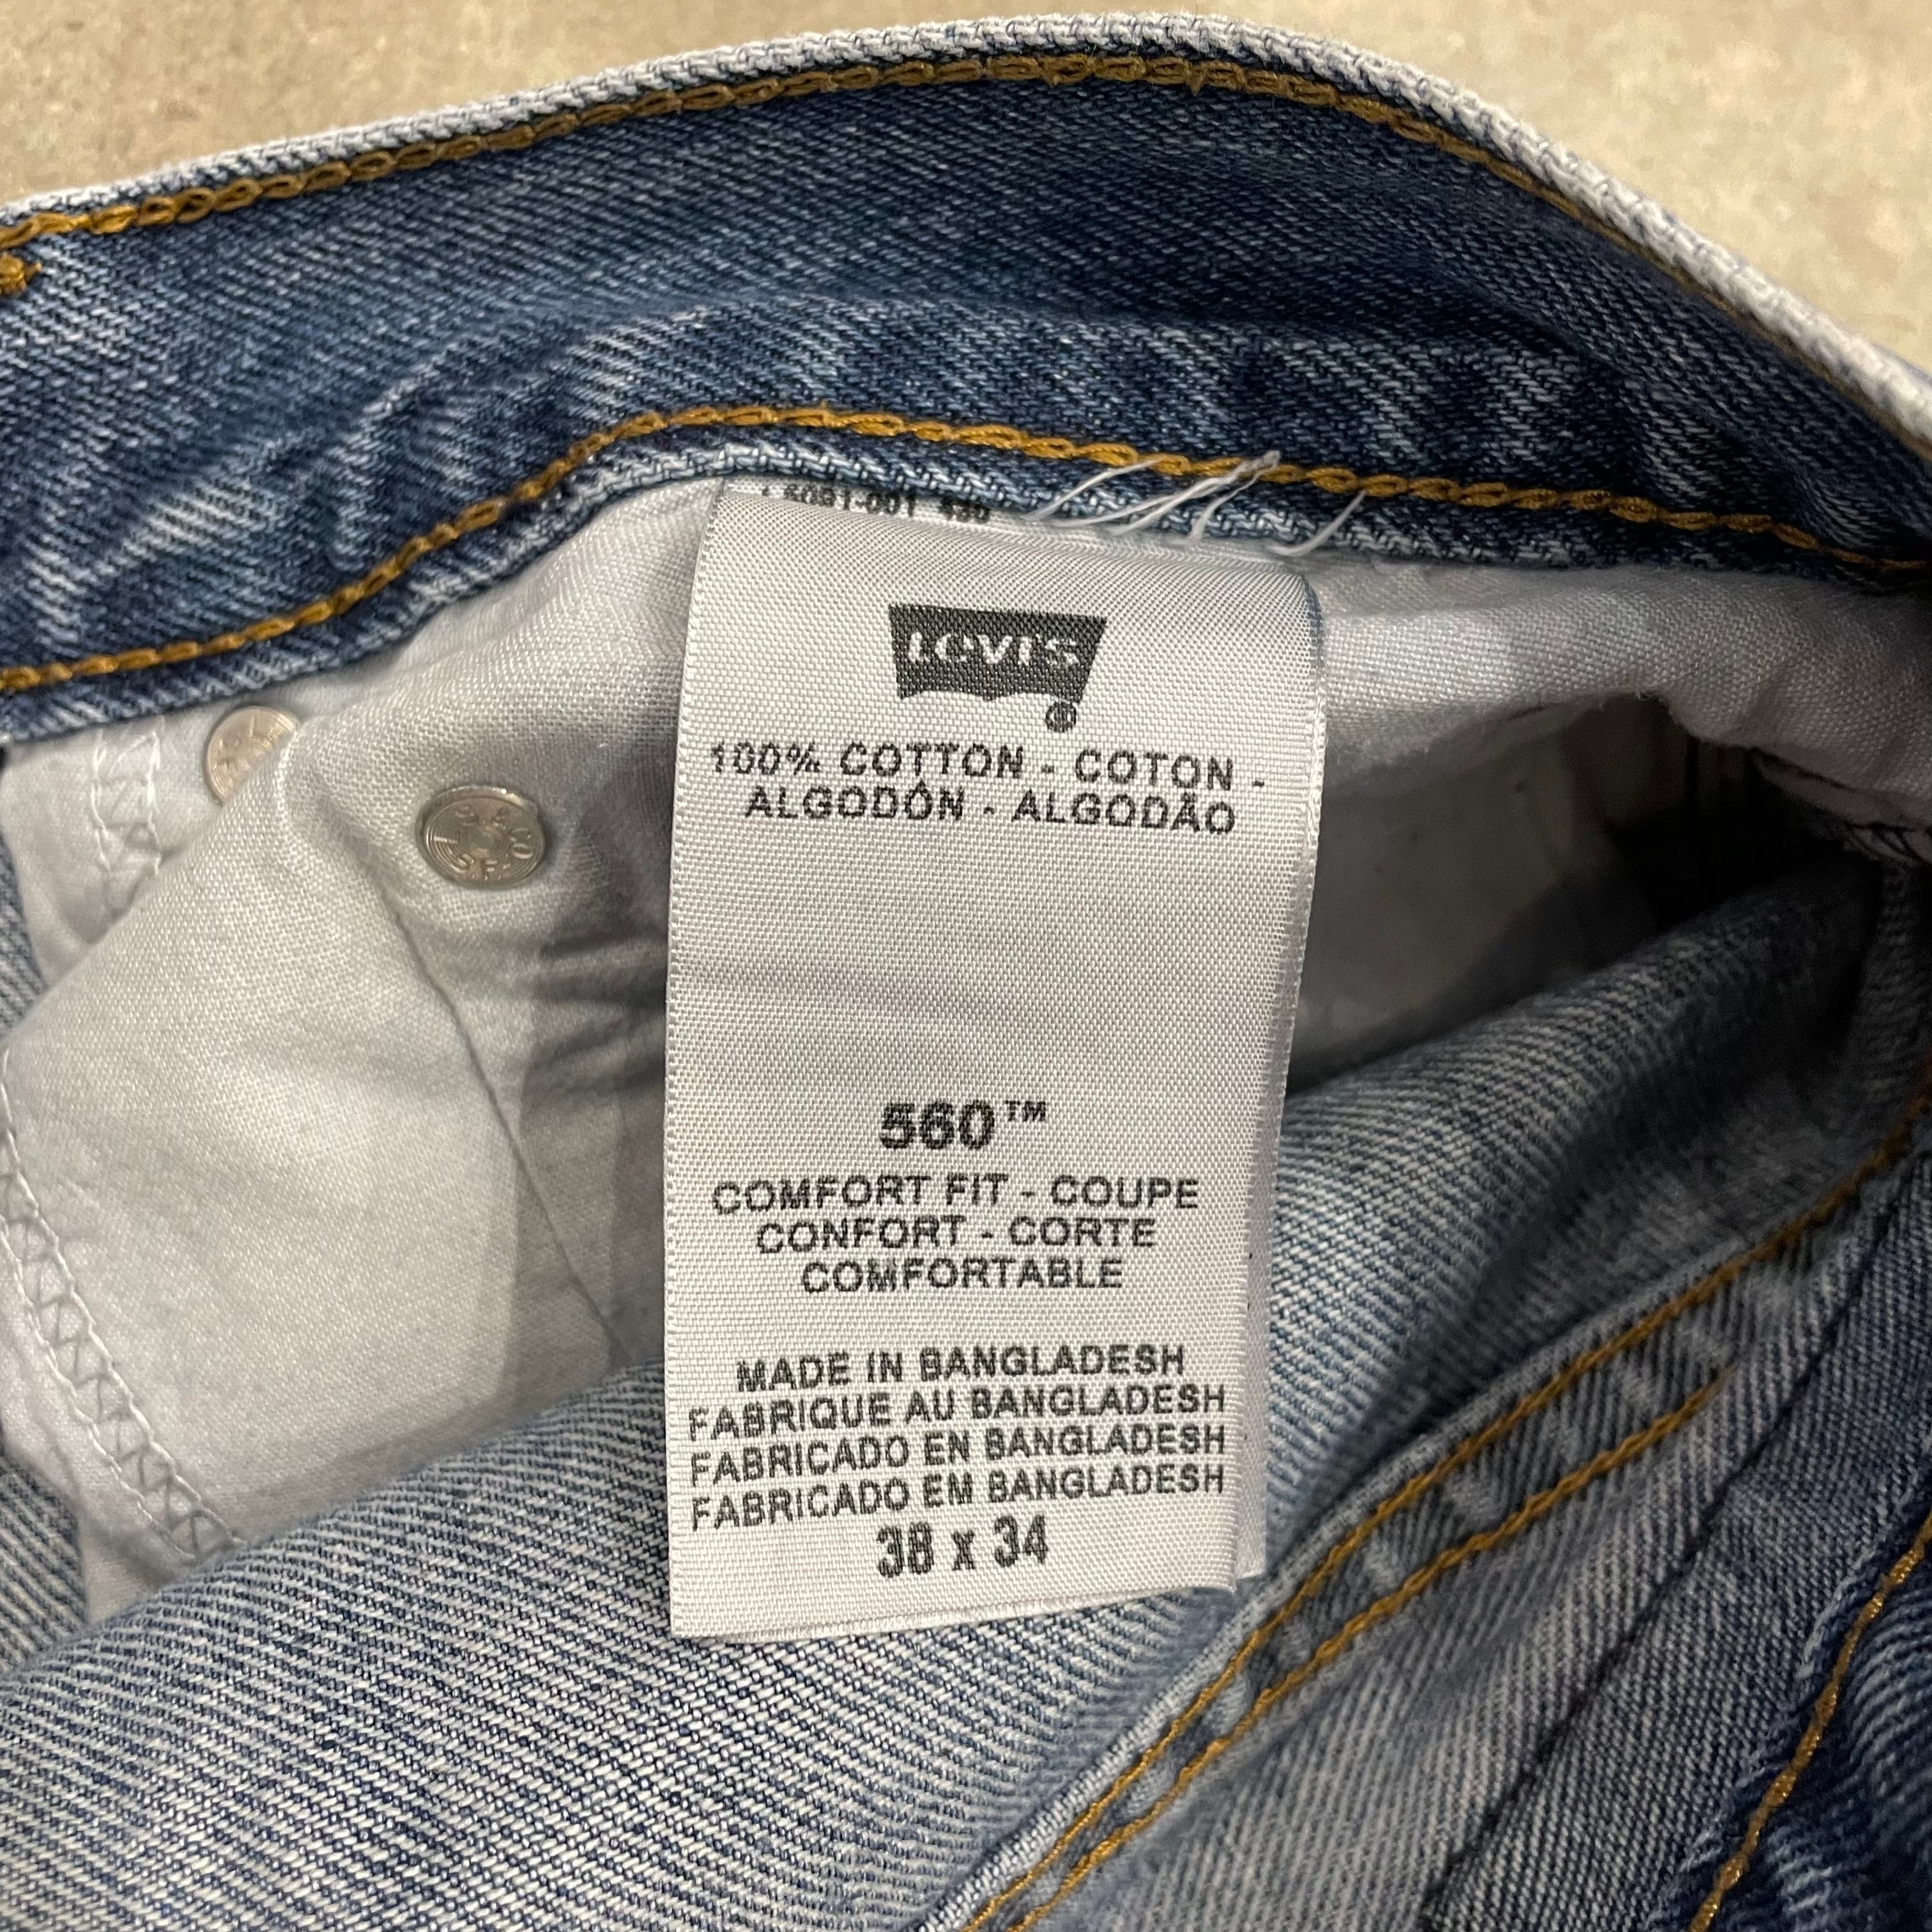 LEVI'S
®
100% COTTON - COTON -
ALGODÓN - ALGODÃO
560™
COMFORT FIT - COUPE
CONFORT - CORTE
COMFORTABLE
MADE IN BANGLADESH
FABRIQUE AU BANGLADESH
FABRICADO EN BANGLADESH
FABRICADO EM BANGLADESH
38 x 34